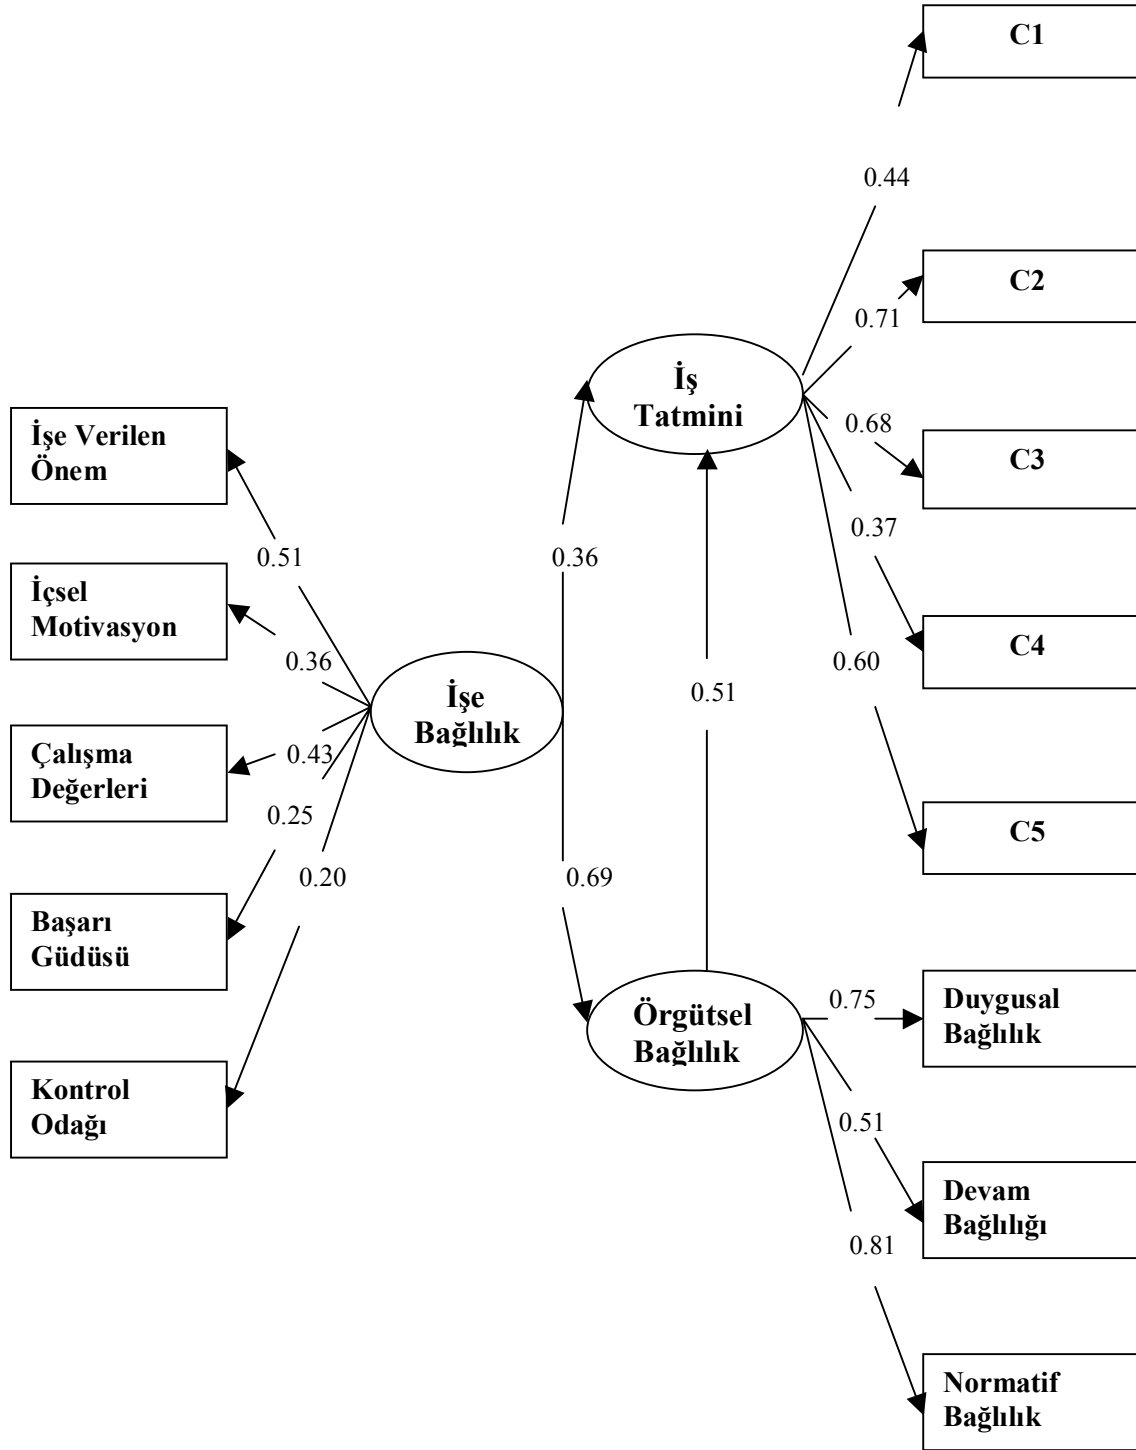 C1
0.44
C2
0.71
İş
Tatmini
0.68
C3
0.37
C4
0.60
C5
İşe Verilen
Önem
0.51
İçsel
Motivasyon
0.36
Çalışma
Değerleri
0.43
Başarı
Güdüsü
0.25
Kontrol
Odağı
0.20
İşe
Bağlılık
0.36
0.51
0.69
Örgütsel
Bağlılık
0.75
Duygusal
Bağlılık
0.51
Devam
Bağlılığı
0.81
Normatif
Bağlılık